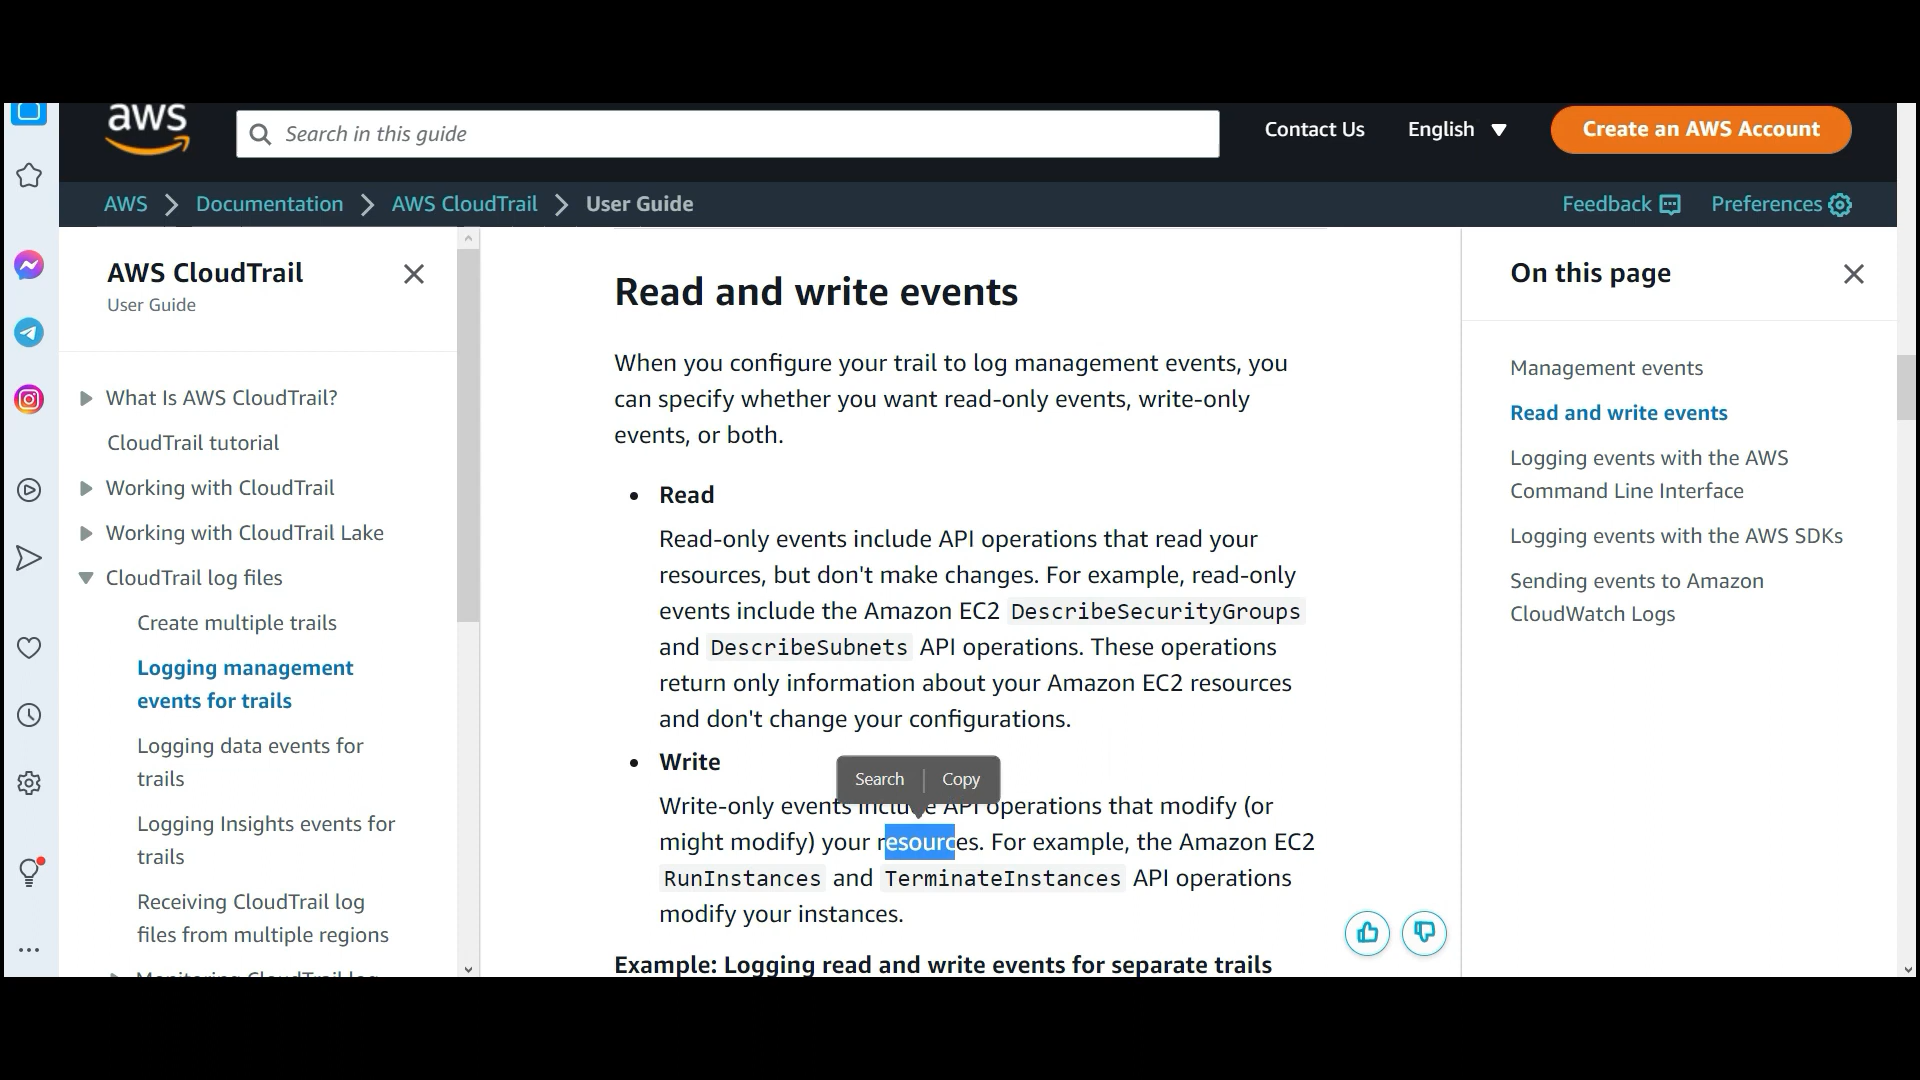 aws
Search in this guide
Contact Us
English
Create an AWS Account
AWS
Documentation
AWS CloudTrail
User Guide
Feedback
Preferences
AWS CloudTrail
User Guide
What Is AWS CloudTrail?
CloudTrail tutorial
Working with CloudTrail
Working with CloudTrail Lake
CloudTrail log files
Create multiple trails
Logging management
events for trails
Logging data events for
trails
Logging Insights events for
trails
Receiving CloudTrail log
files from multiple regions
Monitoring CloudTrail log
Read and write events
When you configure your trail to log management events, you
can specify whether you want read-only events, write-only
events, or both.
• Read
Read-only events include API operations that read your
resources, but don't make changes. For example, read-only
events include the Amazon EC2 DescribeSecurityGroups
and DescribeSubnets API operations. These operations
return only information about your Amazon EC2 resources
and don't change your configurations.
• Write
Search
Copy
Write-only events include API operations that modify (or
might modify) your resources. For example, the Amazon EC2
RunInstances and TerminateInstances API operations
modify your instances.
Example: Logging read and write events for separate trails
On this page
Management events
Read and write events
Logging events with the AWS
Command Line Interface
Logging events with the AWS SDKs
Sending events to Amazon
CloudWatch Logs